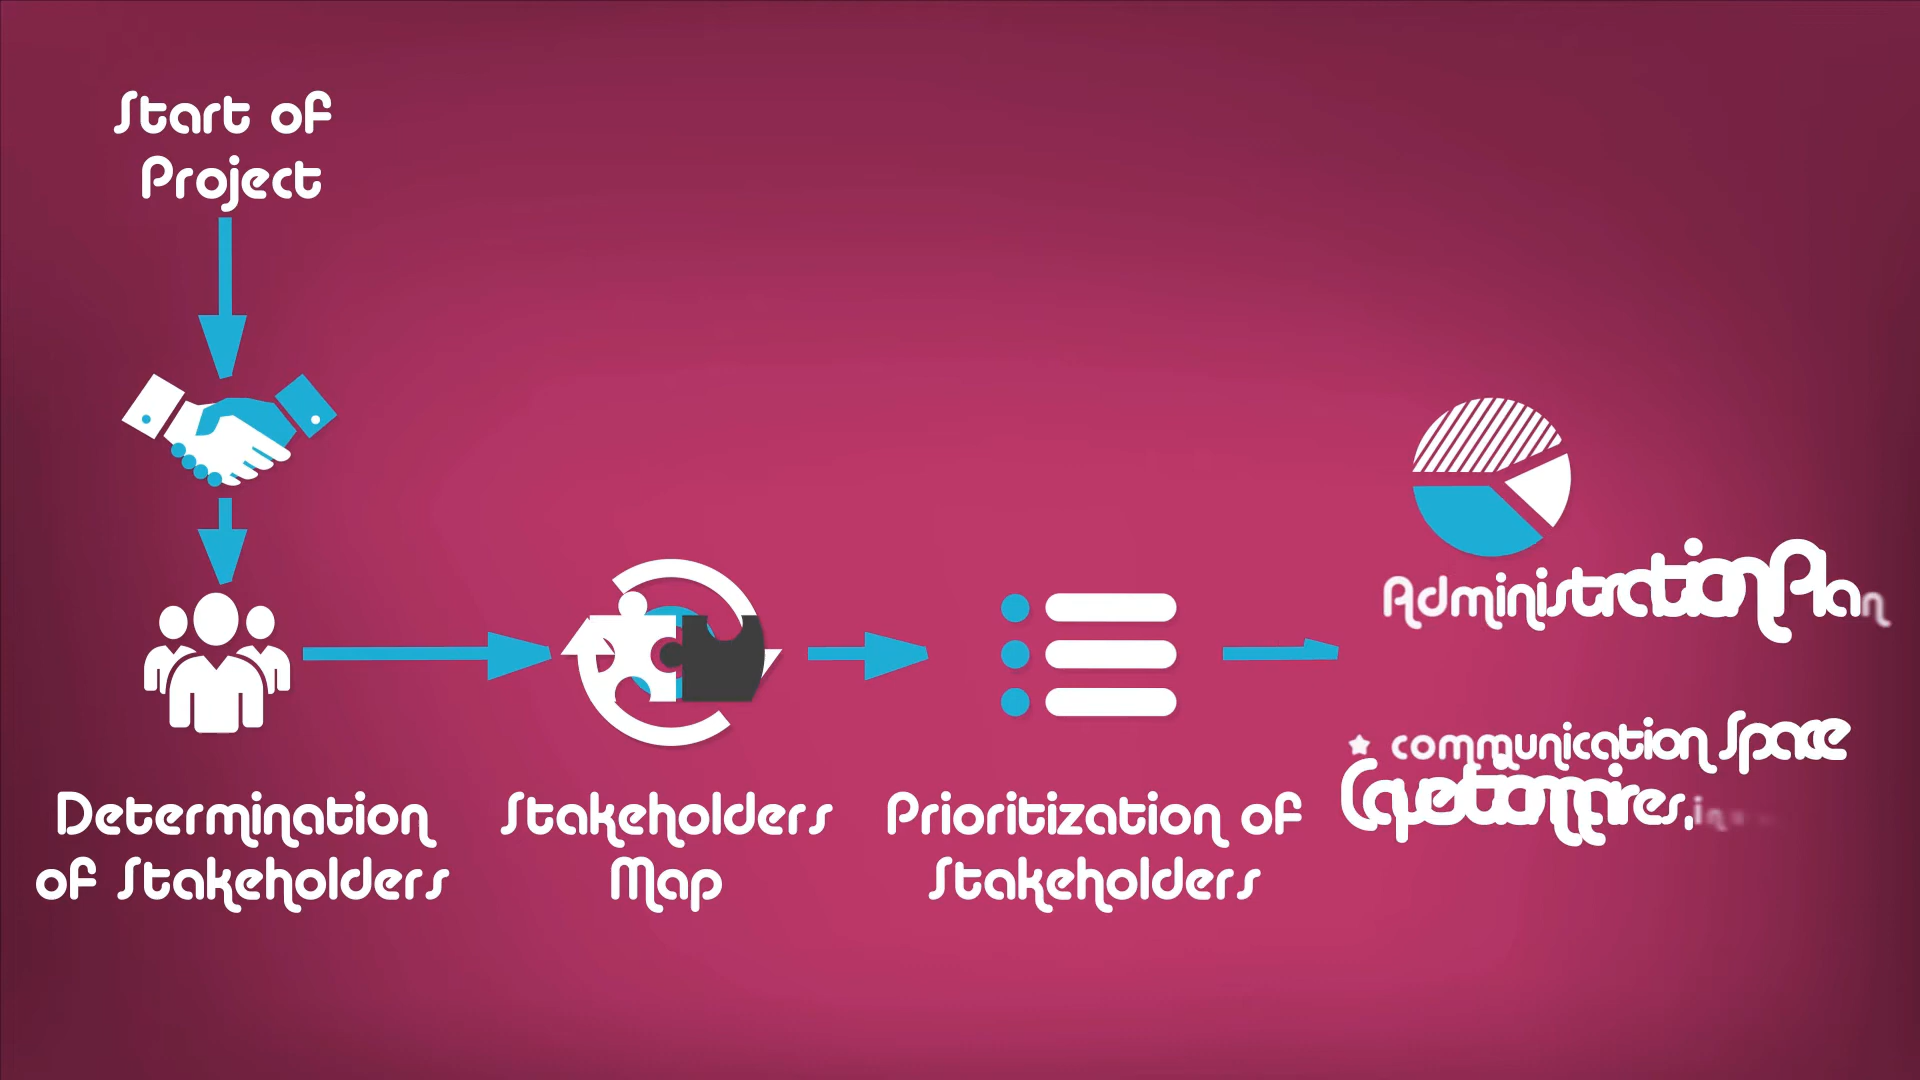 Start of
Project
Administration Plan
communication Space
Determination
of Stakeholders
Stakeholders
Map
Prioritization of
Stakeholders